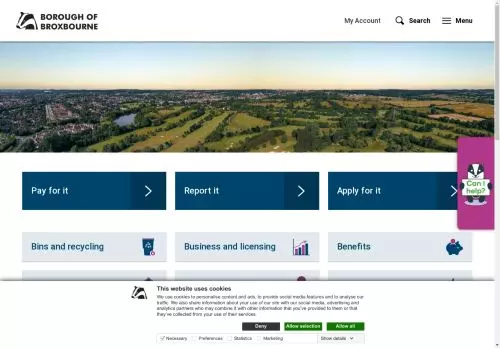 BOROUGH OF
BROXBOURNE
My Account
Search
Menu
Pay for it
Report it
Apply for it
Can I
help?
Bins and recycling
Business and licensing
Benefits
This website uses cookies
We use cookies to personalise content and ads, to provide social media features and to analyse our
traffic. We also share information about your use of our site with our social media, advertising and
analytics partners who may combine it with other information that you've provided to them or that
they've collected from your use of their services.
Deny
Allow selection
Allow all
Necessary
Preferences
Statistics
Marketing
Show details